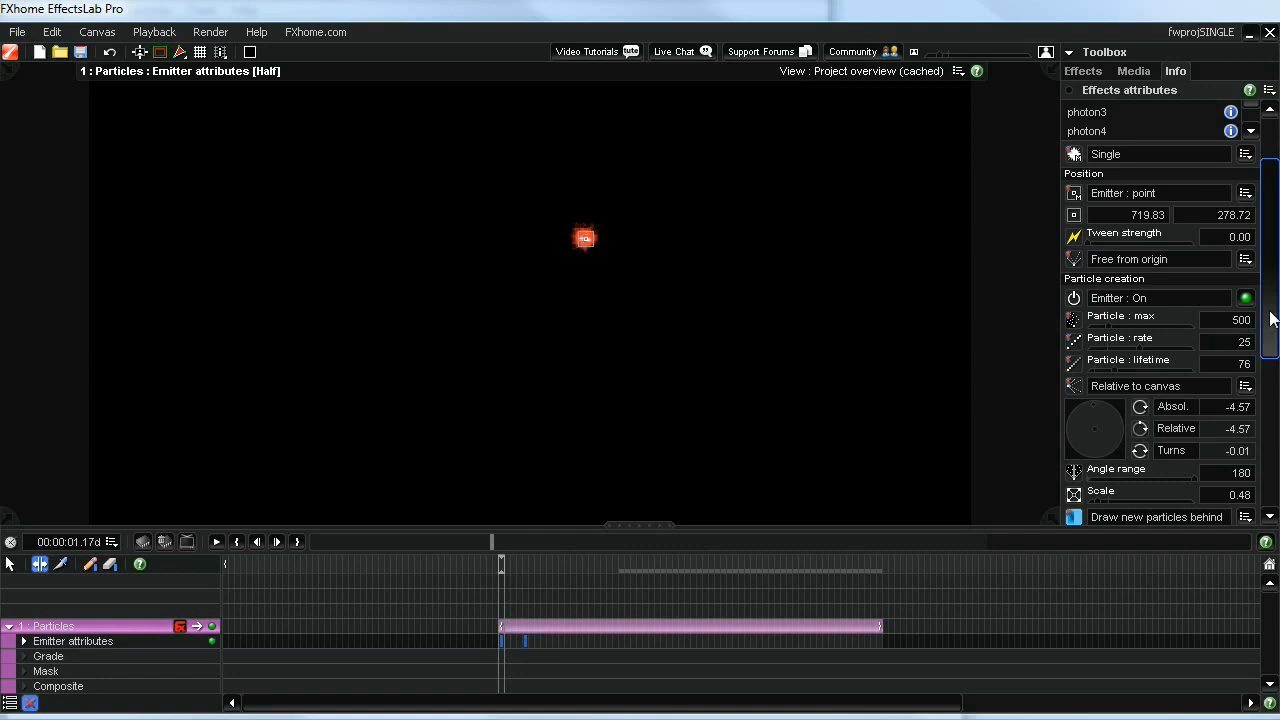 FXhome EffectsLab Pro
File Edit Canvas Playback Render Help FXhome.com
fwprojSINGLE
Video Tutorials tute Live Chat Support Forums Community
Toolbox
1 : Particles : Emitter attributes [Half]
View : Project overview (cached)
Effects Media Info
Effects attributes
photon3
photon4
Single
Position
Emitter : point
719.83 278.72
Tween strength 0.00
Free from origin
Particle creation
Emitter : On
Particle : max 500
Particle : rate 25
Particle : lifetime 76
Relative to canvas
Absol. -4.57
Relative -4.57
Turns -0.01
Angle range 180
Scale 0.48
Draw new particles behind
00:00:01.17d
1 : Particles
Emitter attributes
Grade
Mask
Composite